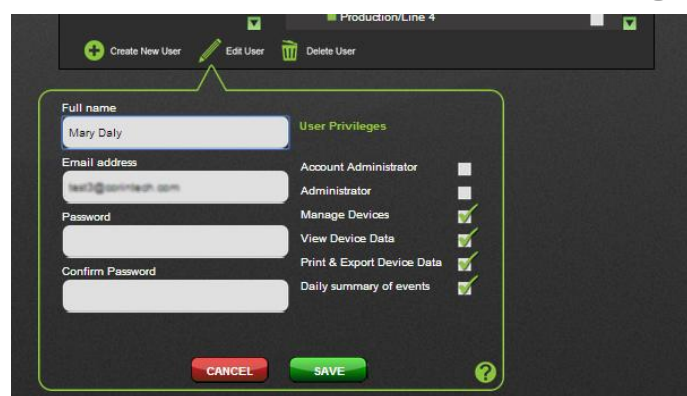 Production/Line 4
Create New User Edit User Delete User
Full name
Mary Daly
User Privileges
Email address
Account Administrator
Administrator
Password
Manage Devices
View Device Data
Print & Export Device Data
Confirm Password
Daily summary of events
CANCEL SAVE ?